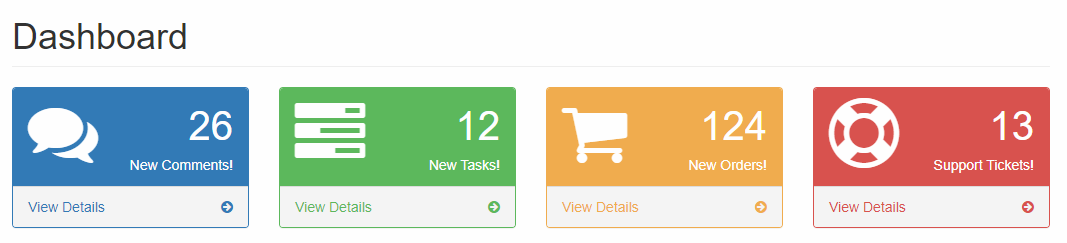 Dashboard
26
New Comments!
View Details
12
New Tasks!
View Details
124
New Orders!
View Details
13
Support Tickets!
View Details